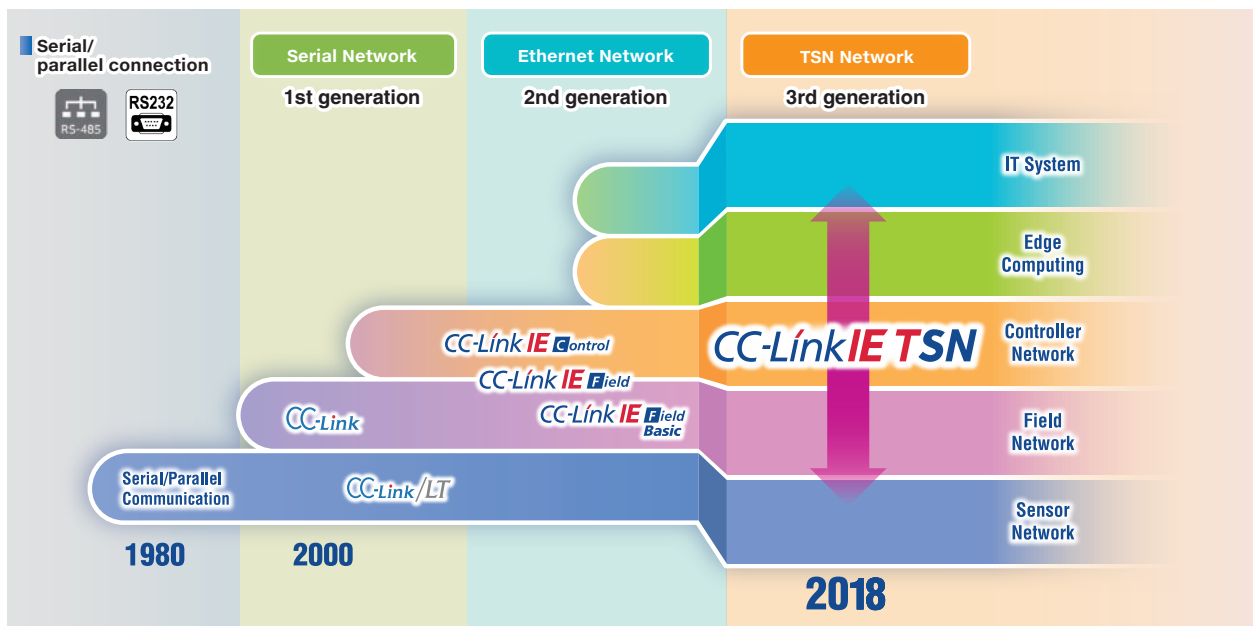 Serial/
parallel connection
RS-485
RS232
Serial Network
1st generation
Ethernet Network
2nd generation
TSN Network
3rd generation
IT System
Edge
Computing
CC-Link IE Control
CC-Link IE TSN
Controller
Network
CC-Link IE Field
CC-Link
CC-Link IE Field
Basic
Field
Network
Serial/Parallel
Communication
CC-Link/LT
Sensor
Network
1980
2000
2018